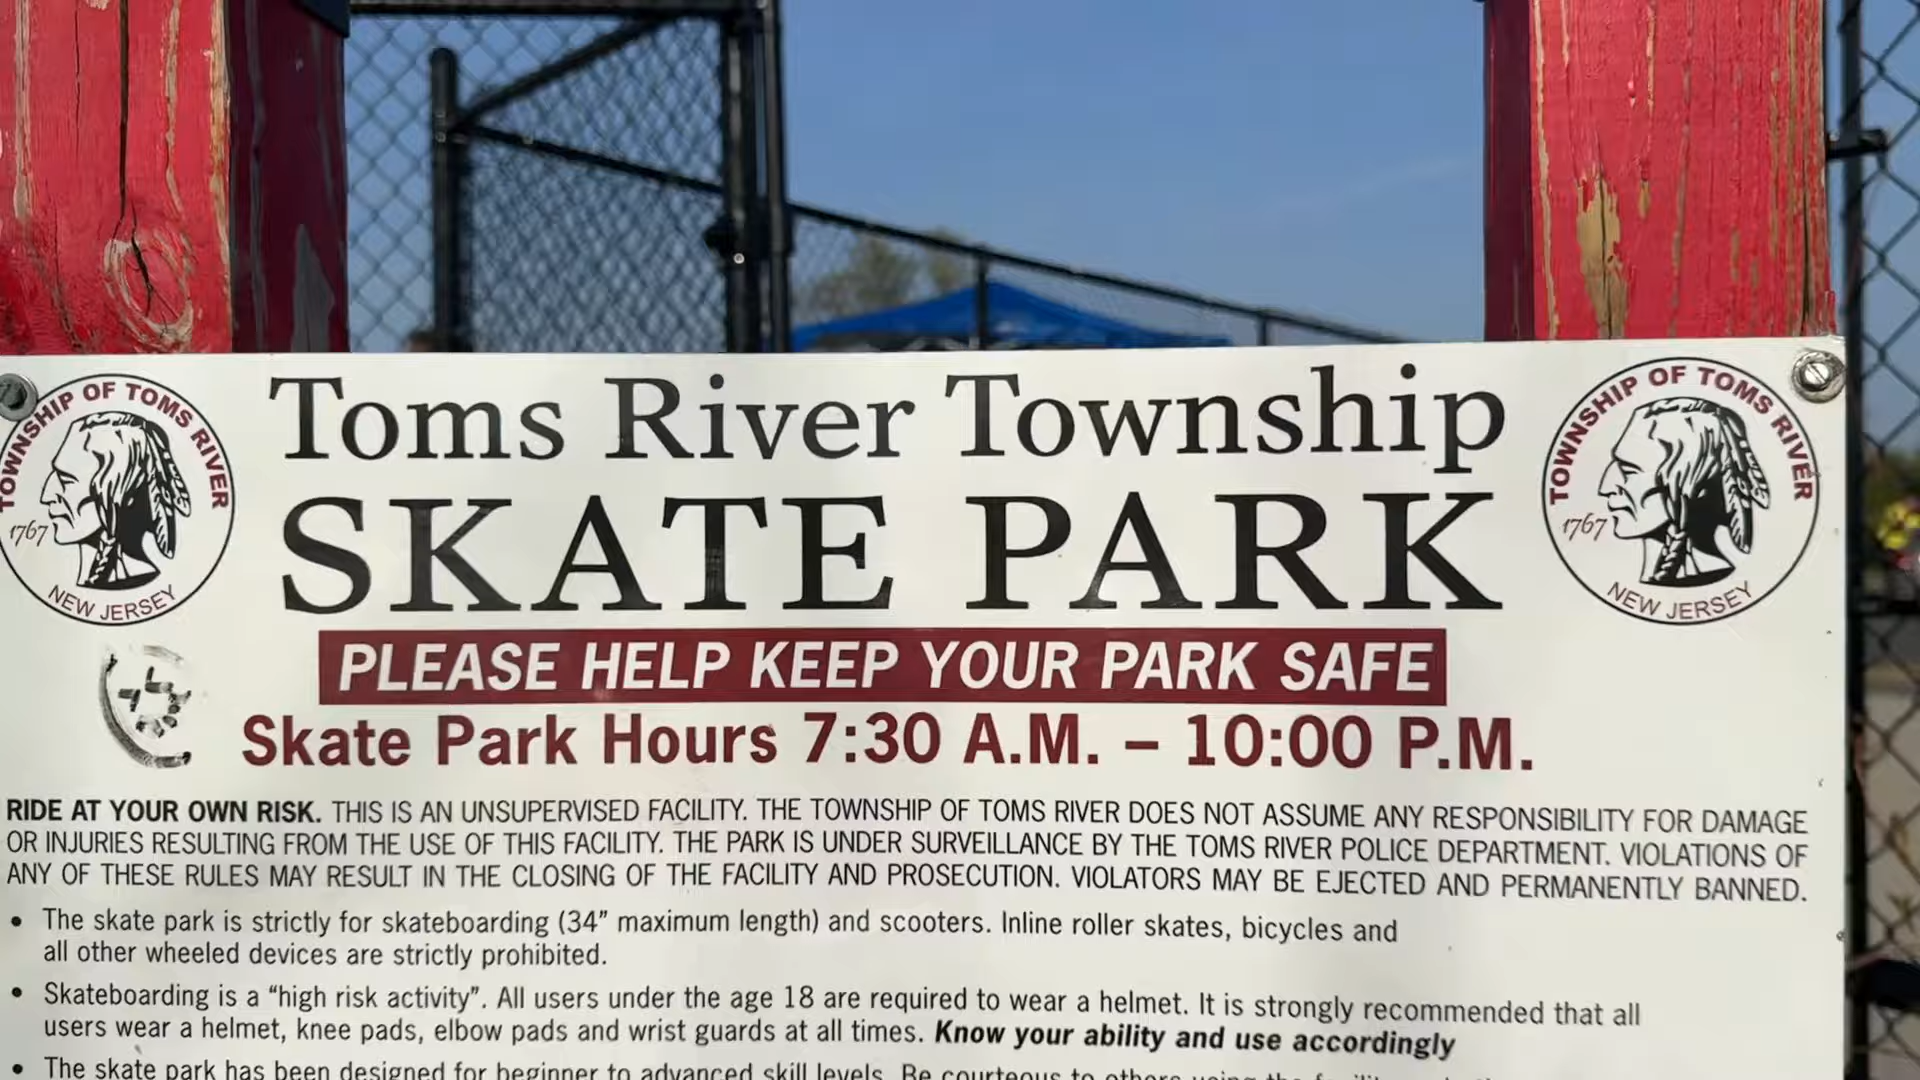 TOWNSHIP OF TOMS RIVER
1767
NEW JERSEY
Toms River Township
SKATE PARK
TOWNSHIP OF TOMS RIVER
1767
NEW JERSEY
PLEASE HELP KEEP YOUR PARK SAFE
Skate Park Hours 7:30 A.M. – 10:00 P.M.
RIDE AT YOUR OWN RISK. THIS IS AN UNSUPERVISED FACILITY. THE TOWNSHIP OF TOMS RIVER DOES NOT ASSUME ANY RESPONSIBILITY FOR DAMAGE
OR INJURIES RESULTING FROM THE USE OF THIS FACILITY. THE PARK IS UNDER SURVEILLANCE BY THE TOMS RIVER POLICE DEPARTMENT. VIOLATIONS OF
ANY OF THESE RULES MAY RESULT IN THE CLOSING OF THE FACILITY AND PROSECUTION. VIOLATORS MAY BE EJECTED AND PERMANENTLY BANNED.
• The skate park is strictly for skateboarding (34” maximum length) and scooters. Inline roller skates, bicycles and
all other wheeled devices are strictly prohibited.
• Skateboarding is a “high risk activity”. All users under the age 18 are required to wear a helmet. It is strongly recommended that all
users wear a helmet, knee pads, elbow pads and wrist guards at all times. Know your ability and use accordingly
• The skate park has been designed for beginner to advanced skill levels. Be courteous to others using the